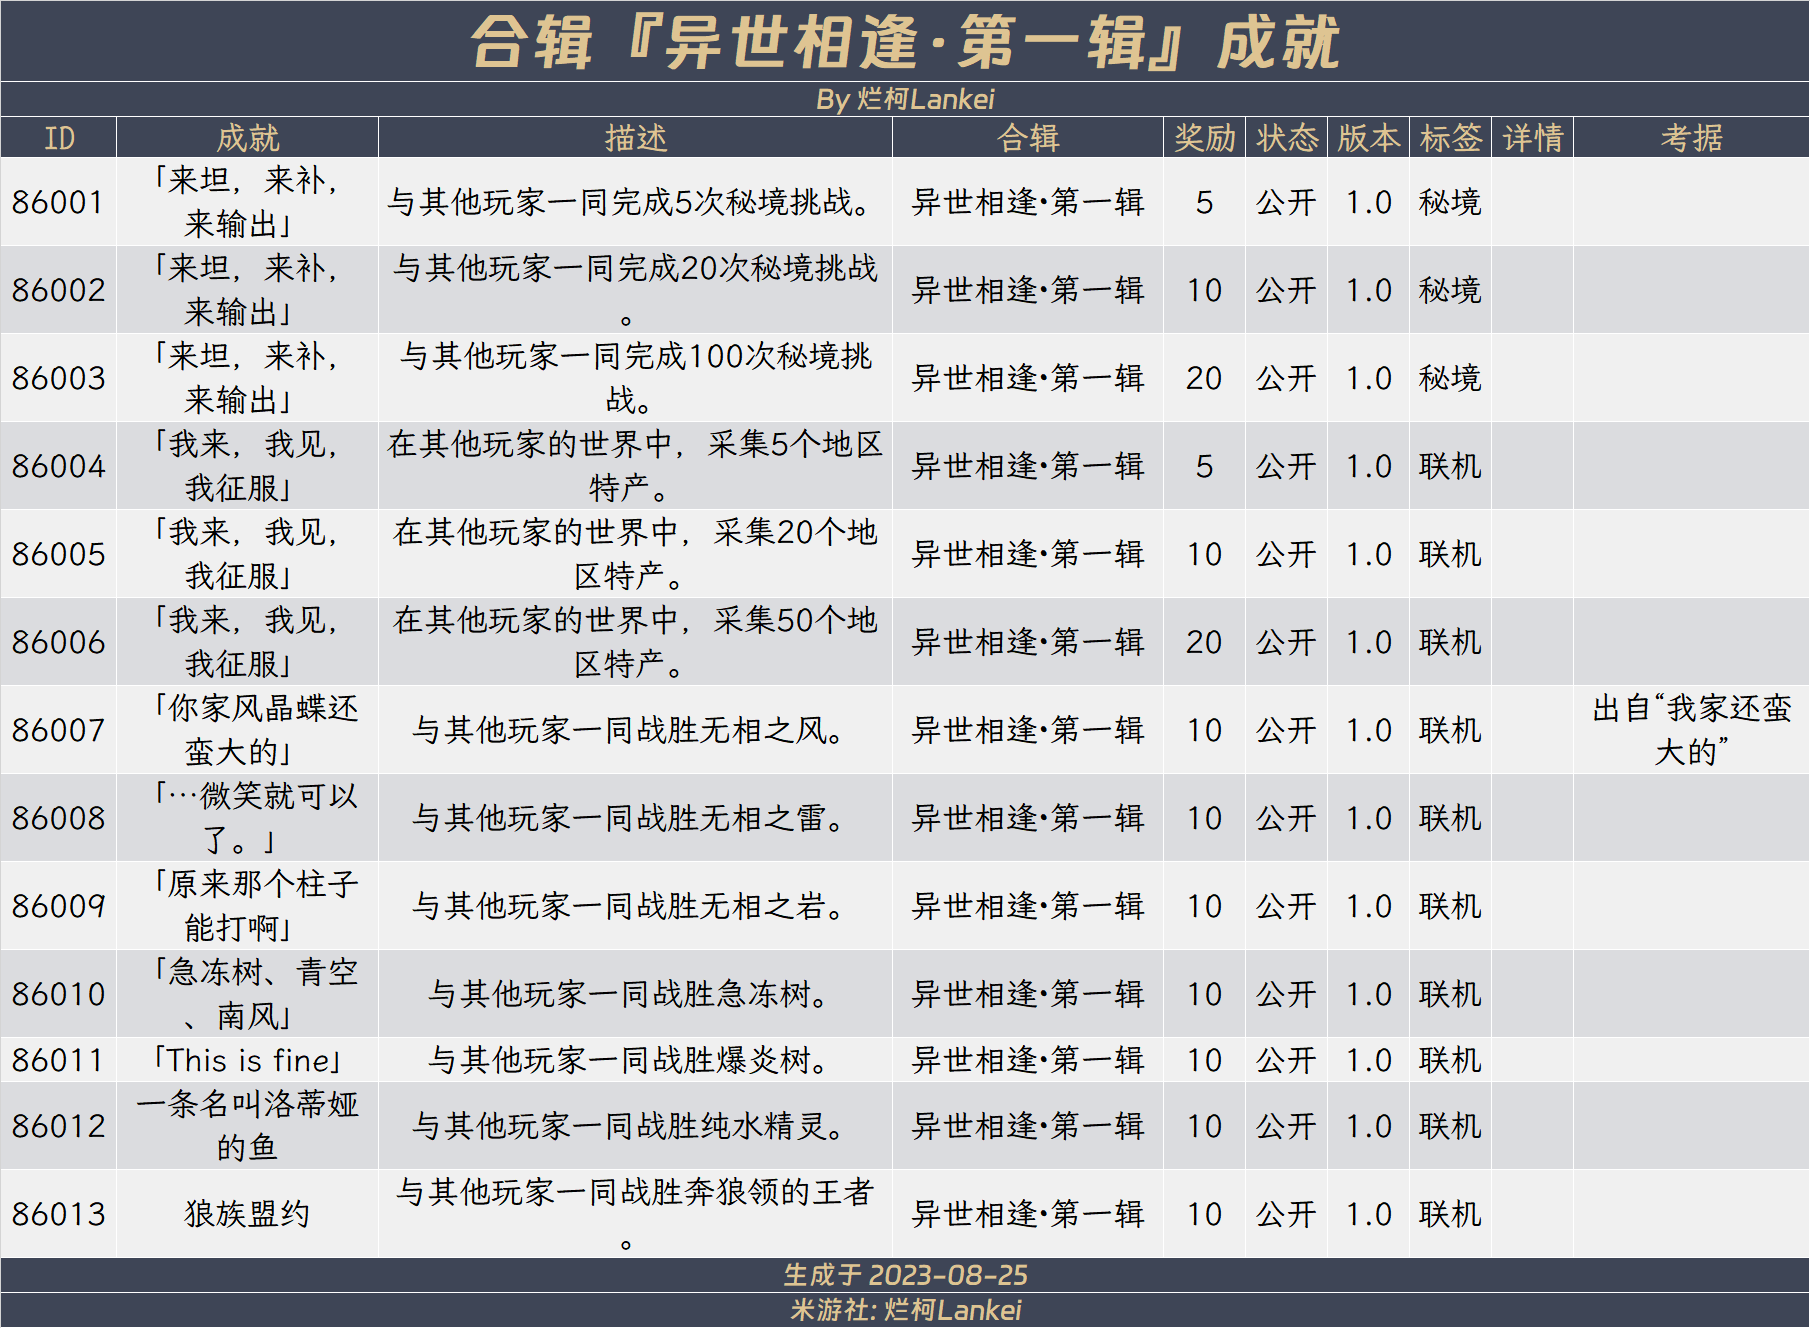 合辑『异世相逢·第一辑』成就
By 烂柯Lankei
ID 成就 描述 合辑 奖励 状态 版本 标签 详情 考据
86001 「来坦，来补，来输出」 与其他玩家一同完成5次秘境挑战。 异世相逢·第一辑 5 公开 1.0 秘境
86002 「来坦，来补，来输出」 与其他玩家一同完成20次秘境挑战。 异世相逢·第一辑 10 公开 1.0 秘境
86003 「来坦，来补，来输出」 与其他玩家一同完成100次秘境挑战。 异世相逢·第一辑 20 公开 1.0 秘境
86004 「我来，我见，我征服」 在其他玩家的世界中，采集5个地区特产。 异世相逢·第一辑 5 公开 1.0 联机
86005 「我来，我见，我征服」 在其他玩家的世界中，采集20个地区特产。 异世相逢·第一辑 10 公开 1.0 联机
86006 「我来，我见，我征服」 在其他玩家的世界中，采集50个地区特产。 异世相逢·第一辑 20 公开 1.0 联机
86007 「你家风晶蝶还蛮大的」 与其他玩家一同战胜无相之风。 异世相逢·第一辑 10 公开 1.0 联机 出自“我家还蛮大的”
86008 「…微笑就可以了。」 与其他玩家一同战胜无相之雷。 异世相逢·第一辑 10 公开 1.0 联机
86009 「原来那个柱子能打啊」 与其他玩家一同战胜无相之岩。 异世相逢·第一辑 10 公开 1.0 联机
86010 「急冻树、青空、南风」 与其他玩家一同战胜急冻树。 异世相逢·第一辑 10 公开 1.0 联机
86011 「This is fine」 与其他玩家一同战胜爆炎树。 异世相逢·第一辑 10 公开 1.0 联机
86012 一条名叫洛蒂娅的鱼 与其他玩家一同战胜纯水精灵。 异世相逢·第一辑 10 公开 1.0 联机
86013 狼族盟约 与其他玩家一同战胜奔狼领的王者。 异世相逢·第一辑 10 公开 1.0 联机
生成于 2023-08-25
米游社: 烂柯Lankei